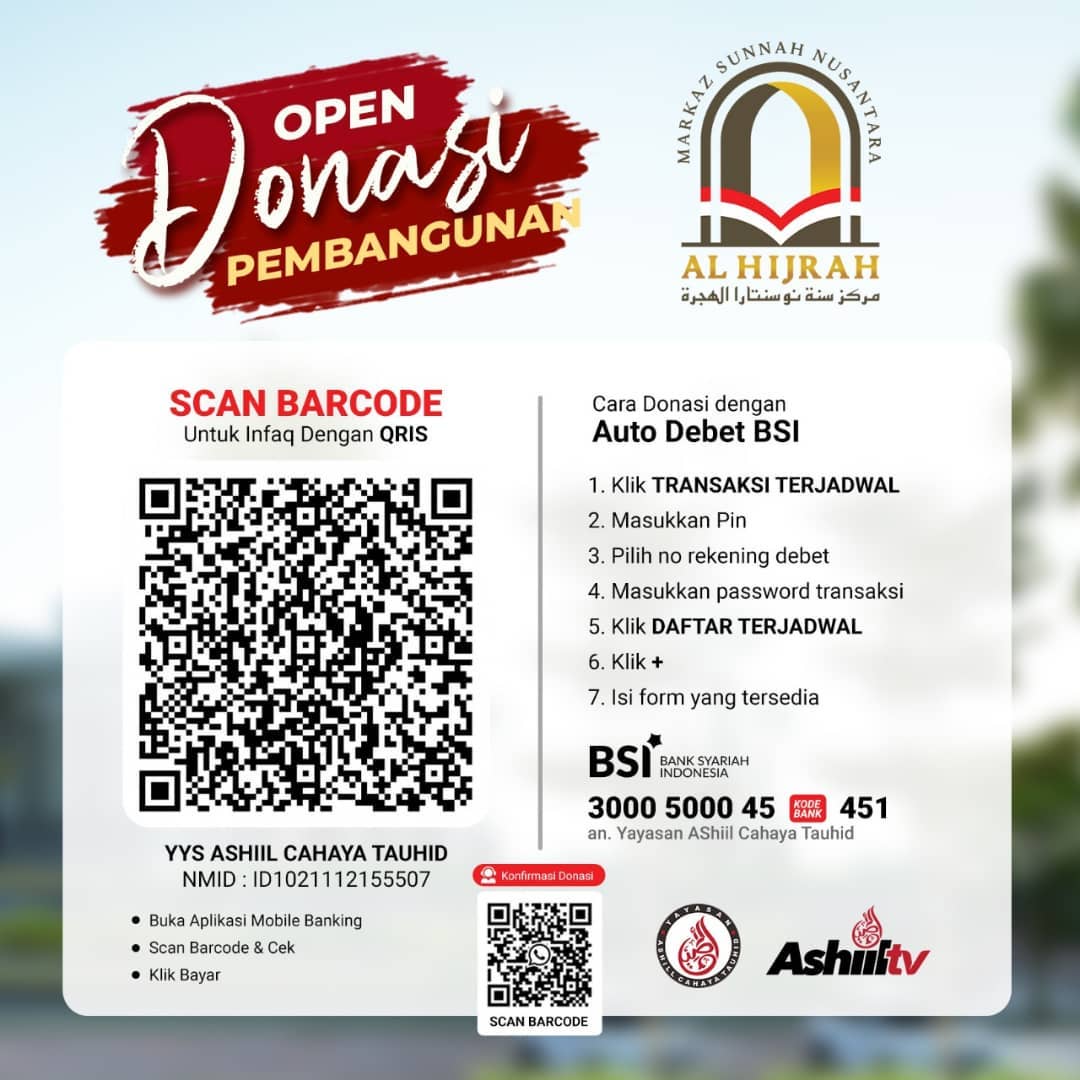 OPEN
Donasi
PEMBANGUNAN
MARKAZ SUNNAH NUSANTARA
AL HIJRAH
مركز سنة نوسنتارا الهجرة
SCAN BARCODE
Untuk Infaq Dengan QRIS
YYS ASHIIL CAHAYA TAUHID
NMID : ID1021112155507
• Buka Aplikasi Mobile Banking
• Scan Barcode & Cek
• Klik Bayar
Cara Donasi dengan
Auto Debet BSI
1. Klik TRANSAKSI TERJADWAL
2. Masukkan Pin
3. Pilih no rekening debet
4. Masukkan password transaksi
5. Klik DAFTAR TERJADWAL
6. Klik +
7. Isi form yang tersedia
BSI BANK SYARIAH
INDONESIA
3000 5000 45 KODE BANK 451
an. Yayasan AShiil Cahaya Tauhid
Konfirmasi Donasi
SCAN BARCODE
YAYASAN
ASHIIL CAHAYA TAUHID
Ashiiltv